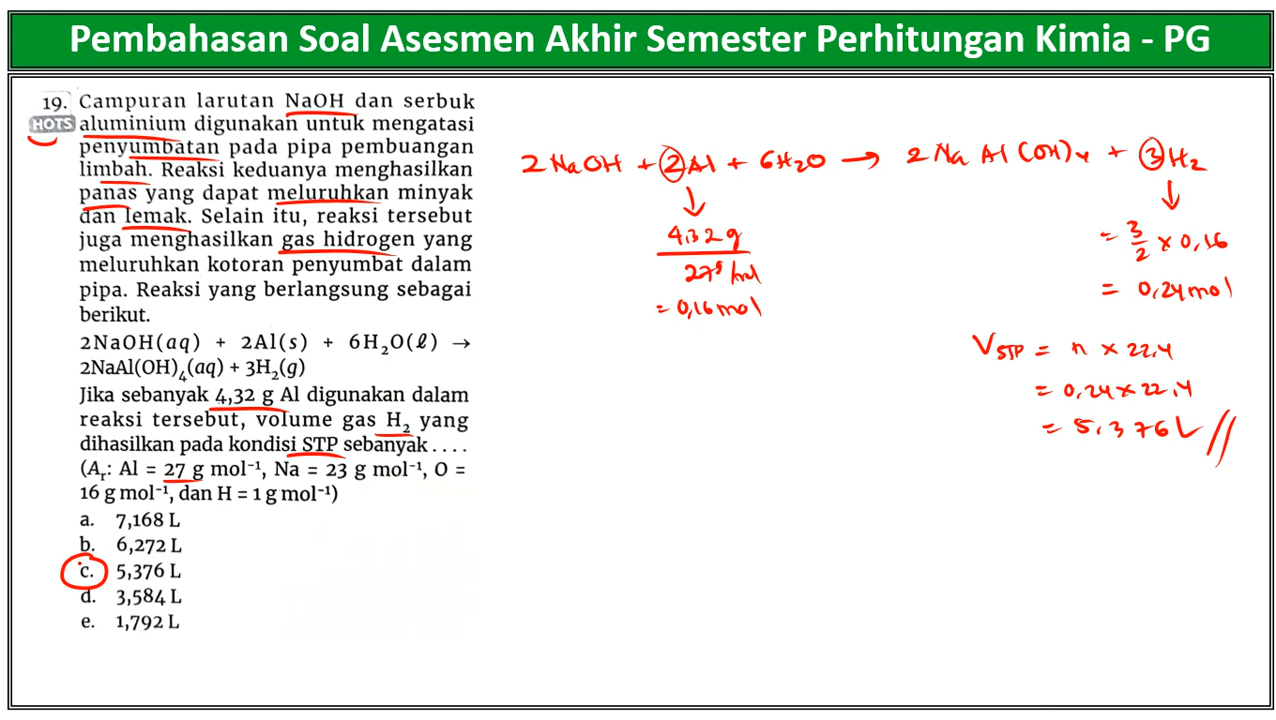 Pembahasan Soal Asesmen Akhir Semester Perhitungan Kimia - PG
19. Campuran larutan NaOH dan serbuk
HOTS aluminium digunakan untuk mengatasi
penyumbatan pada pipa pembuangan
limbah. Reaksi keduanya menghasilkan
panas yang dapat meluruhkan minyak
dan lemak. Selain itu, reaksi tersebut
juga menghasilkan gas hidrogen yang
meluruhkan kotoran penyumbat dalam
pipa. Reaksi yang berlangsung sebagai
berikut.
2NaOH(aq) + 2Al(s) + 6H₂O(ℓ) →
2NaAl(OH)₄(aq) + 3H₂(g)
Jika sebanyak 4,32 g Al digunakan dalam
reaksi tersebut, volume gas H₂ yang
dihasilkan pada kondisi STP sebanyak . . . .
(Aᵣ: Al = 27 g mol⁻¹, Na = 23 g mol⁻¹, O =
16 g mol⁻¹, dan H = 1 g mol⁻¹)
a. 7,168 L
b. 6,272 L
c. 5,376 L
d. 3,584 L
e. 1,792 L
2NaOH + 2Al + 6H₂O → 2NaAl(OH)₄ + 3H₂
4,32 g
27 g/mol
= 0,16 mol
= 3/2 × 0,16
= 0,24 mol
V STP = n × 22,4
= 0,24 × 22,4
= 5,376 L //